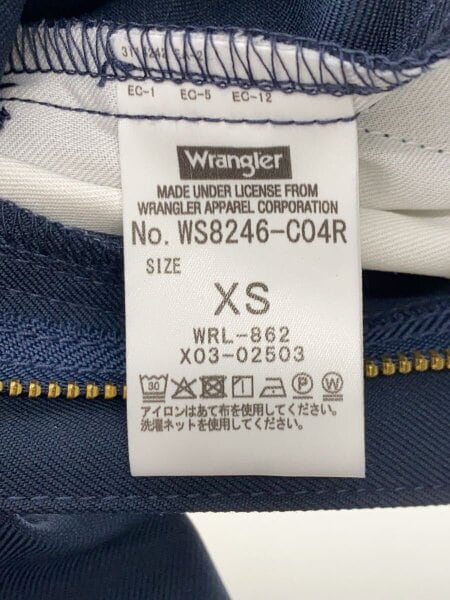 EC-1 EC-5 EC-12
Wrangler
MADE UNDER LICENSE FROM
WRANGLER APPAREL CORPORATION
No. WS8246-C04R
SIZE
XS
WRL-862
X03-02503
30 P W
アイロンはあて布を使用してください。
洗濯ネットを使用してください。